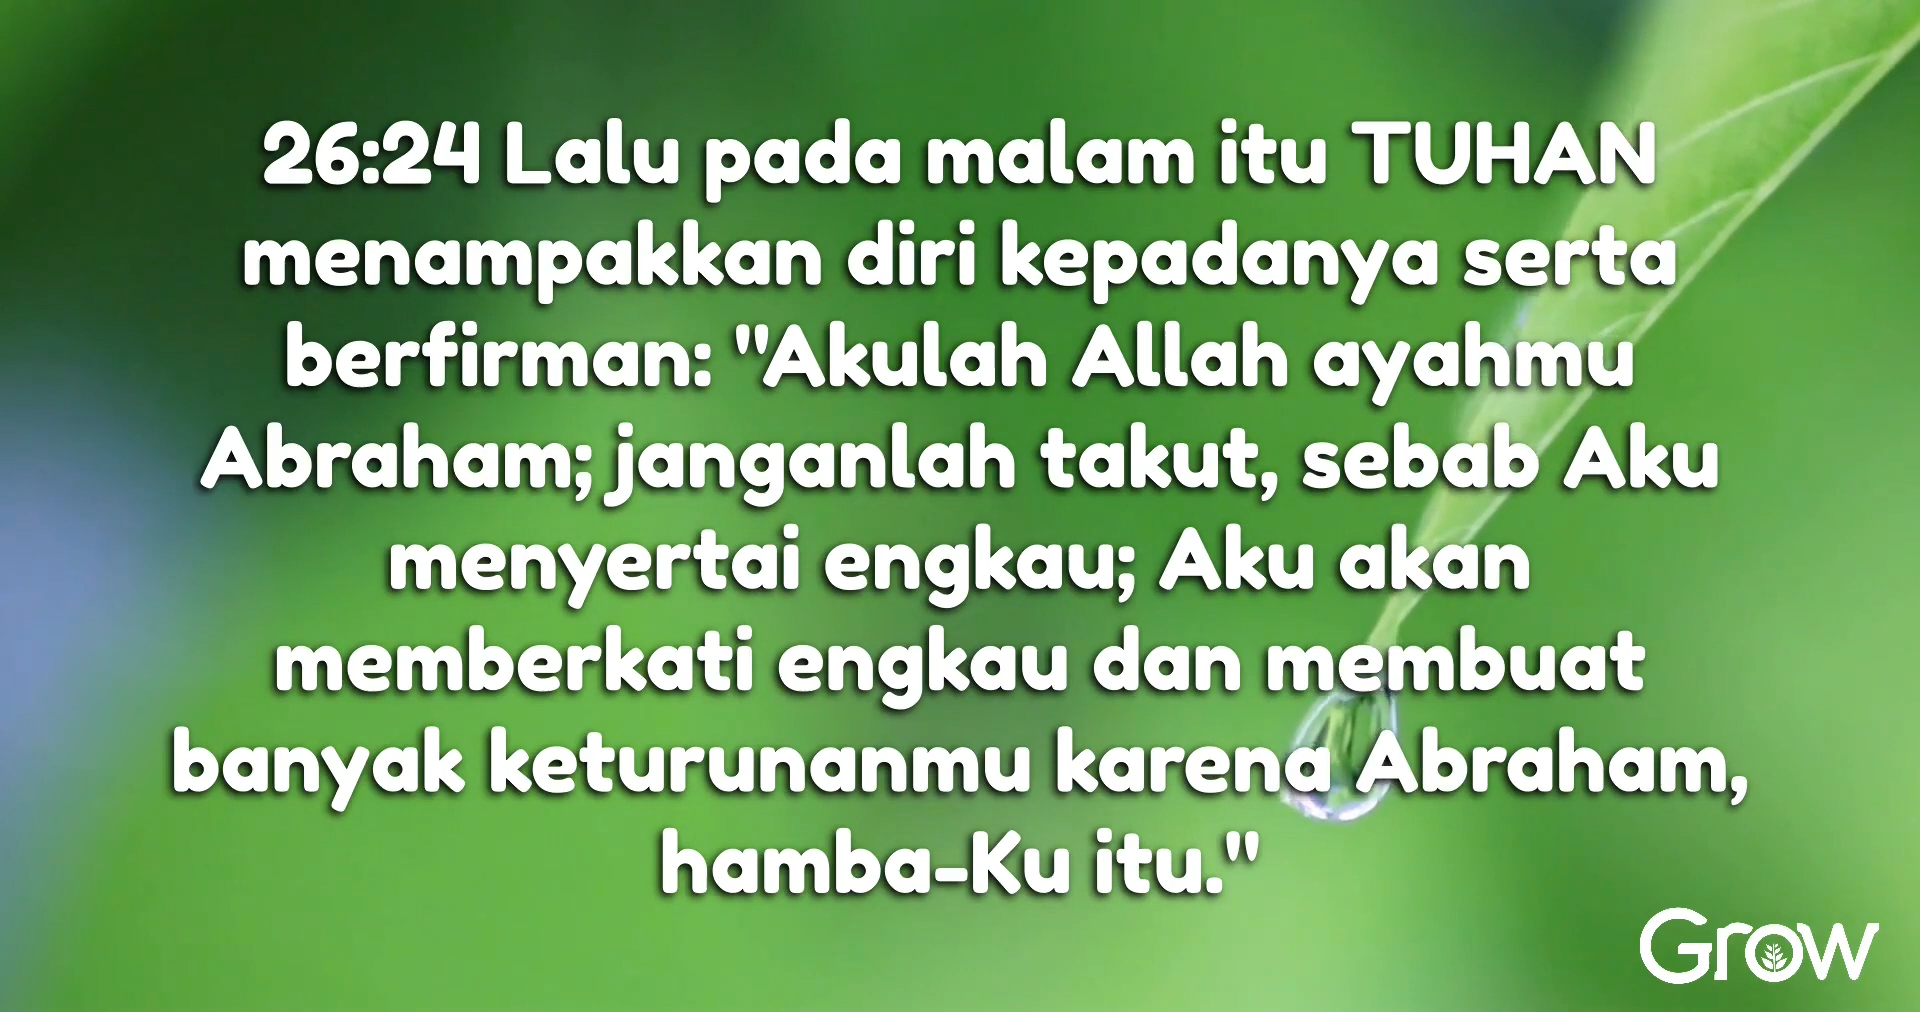 26:24 Lalu pada malam itu TUHAN
menampakkan diri kepadanya serta
berfirman: "Akulah Allah ayahmu
Abraham; janganlah takut, sebab Aku
menyertai engkau; Aku akan
memberkati engkau dan membuat
banyak keturunanmu karena Abraham,
hamba-Ku itu."
Grow